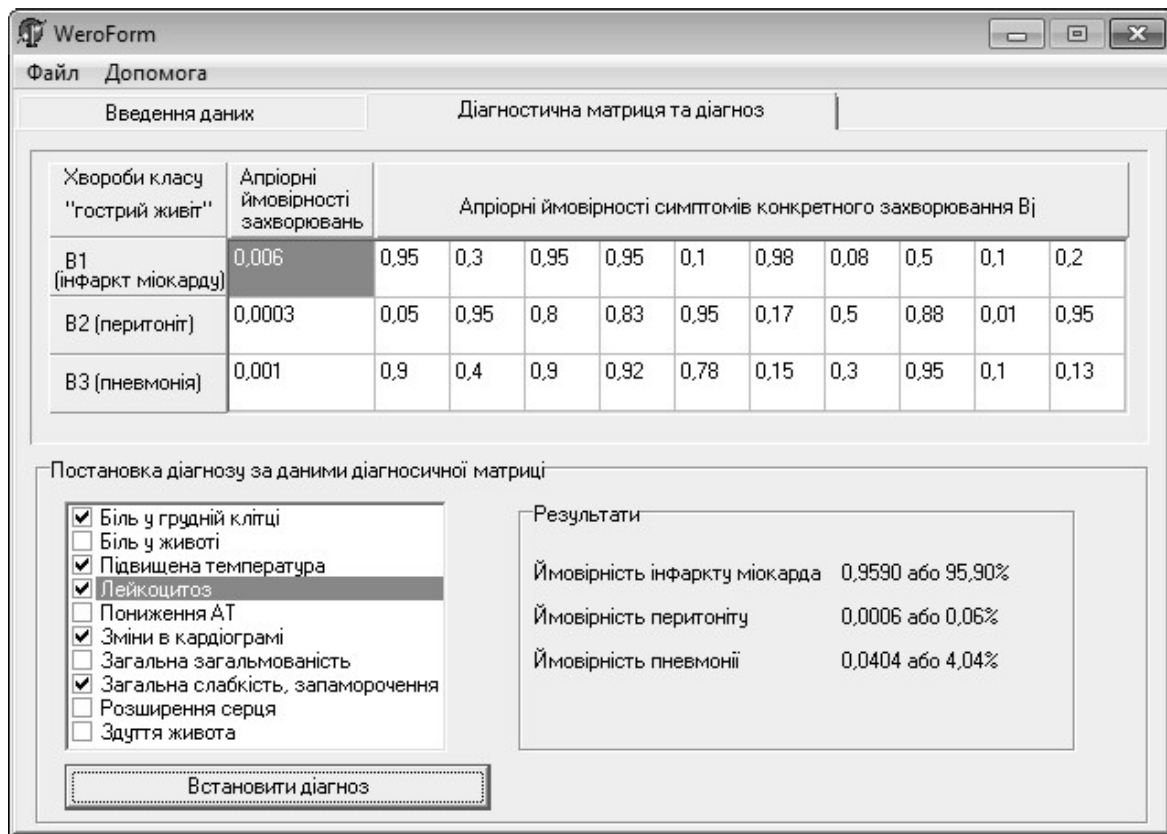 WeroForm
Файл Допомога
Введення даних Діагностична матриця та діагноз
Хвороби класу "гострий живіт" Апріорні ймовірності захворювань Апріорні ймовірності симптомів конкретного захворювання Bj
B1 (інфаркт міокарду) 0,006 0,95 0,3 0,95 0,95 0,1 0,98 0,08 0,5 0,1 0,2
B2 (перитоніт) 0,0003 0,05 0,95 0,8 0,83 0,95 0,17 0,5 0,88 0,01 0,95
B3 (пневмонія) 0,001 0,9 0,4 0,9 0,92 0,78 0,15 0,3 0,95 0,1 0,13
Постановка діагнозу за даними діагносичної матриці
Біль у грудній клітці
Біль у животі
Підвищена температура
Лейкоцитоз
Пониження АТ
Зміни в кардіограмі
Загальна загальмованість
Загальна слабкість, запаморочення
Розширення серця
Здуття живота
Встановити діагноз
Результати
Ймовірність інфаркту міокарда 0,9590 або 95,90%
Ймовірність перитоніту 0,0006 або 0,06%
Ймовірність пневмонії 0,0404 або 4,04%